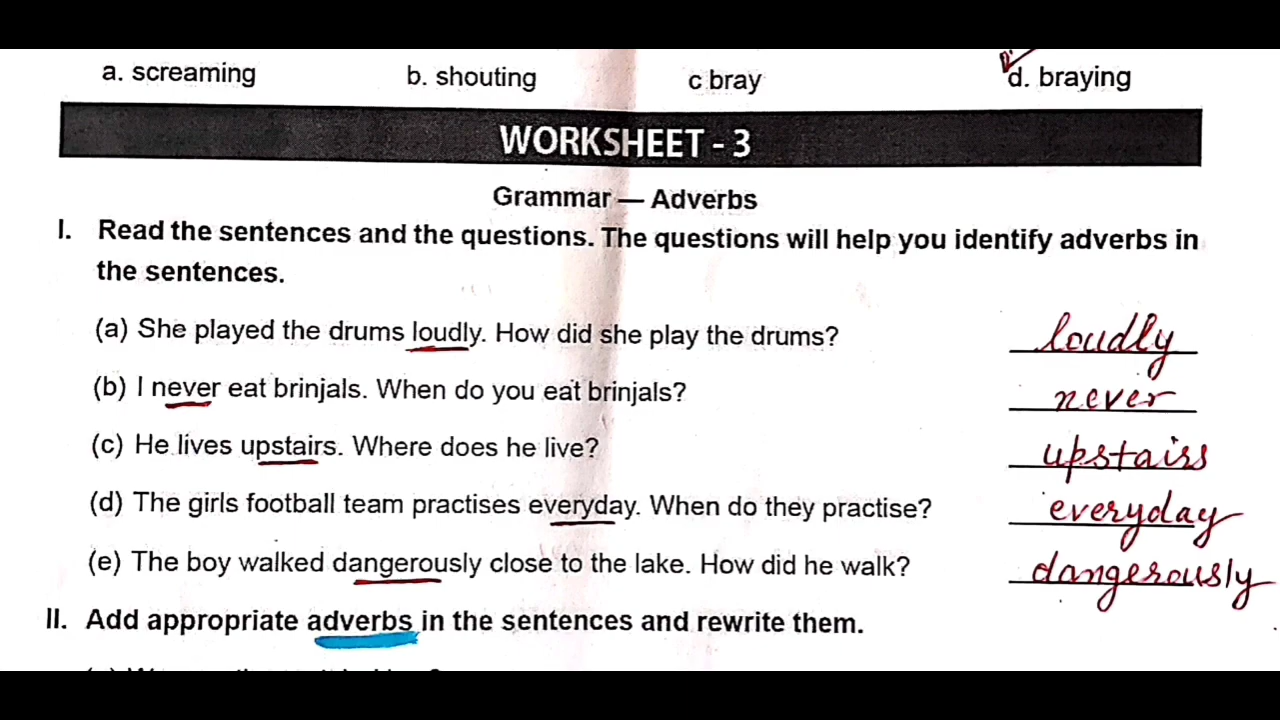 a. screaming b. shouting c bray d. braying
WORKSHEET - 3
Grammar — Adverbs
I. Read the sentences and the questions. The questions will help you identify adverbs in
the sentences.
(a) She played the drums loudly. How did she play the drums? loudly
(b) I never eat brinjals. When do you eat brinjals? never
(c) He lives upstairs. Where does he live? upstairs
(d) The girls football team practises everyday. When do they practise? everyday
(e) The boy walked dangerously close to the lake. How did he walk? dangerously
II. Add appropriate adverbs in the sentences and rewrite them.